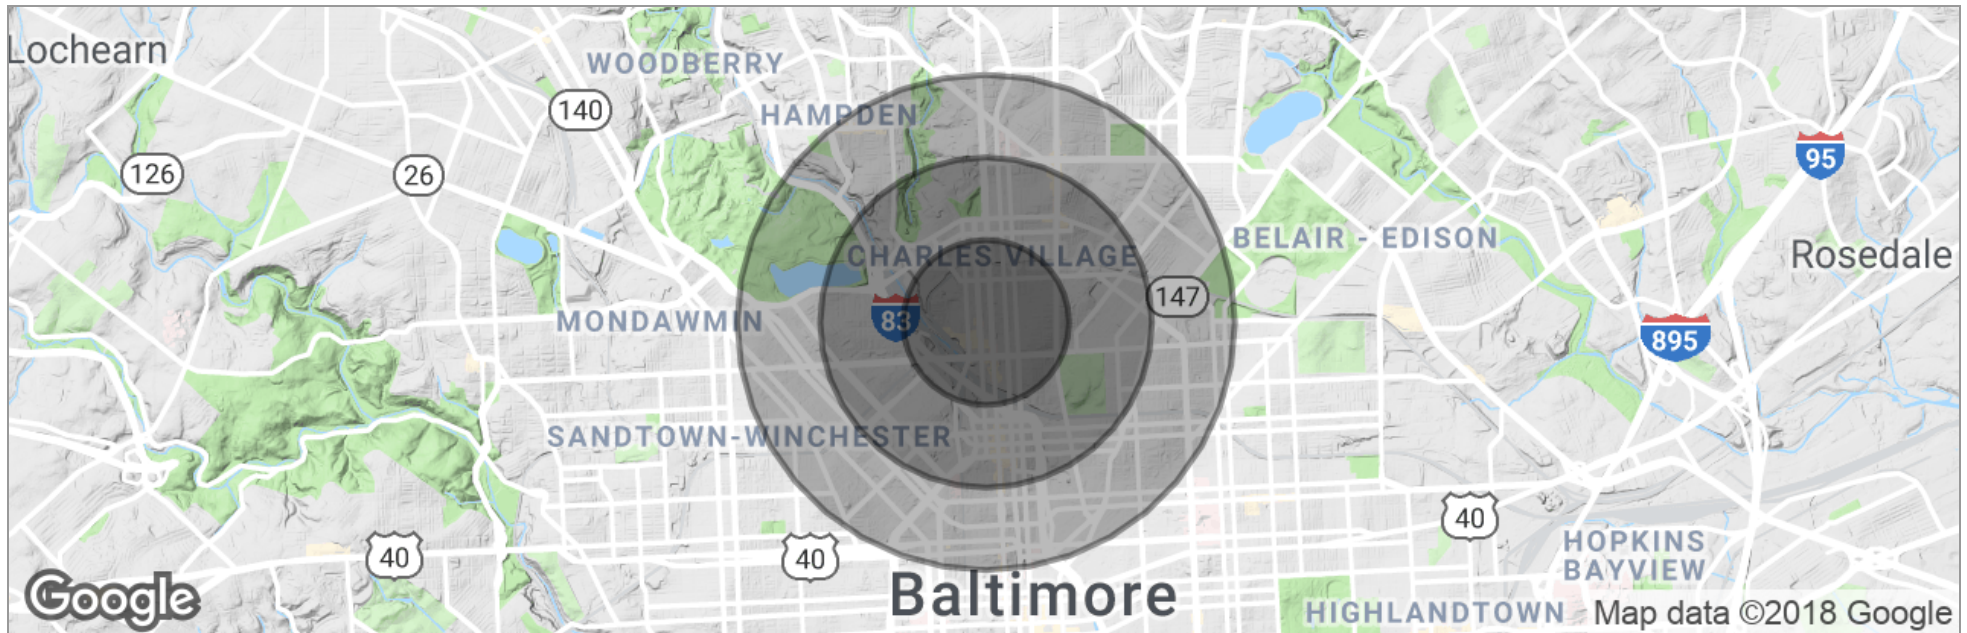 Lochearn
WOODBERRY
140
HAMPDEN
95
126
26
CHARLES VILLAGE
BELAIR - EDISON
Rosedale
147
83
MONDAWMIN
895
SANDTOWN-WINCHESTER
40
40
40
HOPKINS
BAYVIEW
Google
Baltimore
HIGHLANDTOWN
Map data ©2018 Google